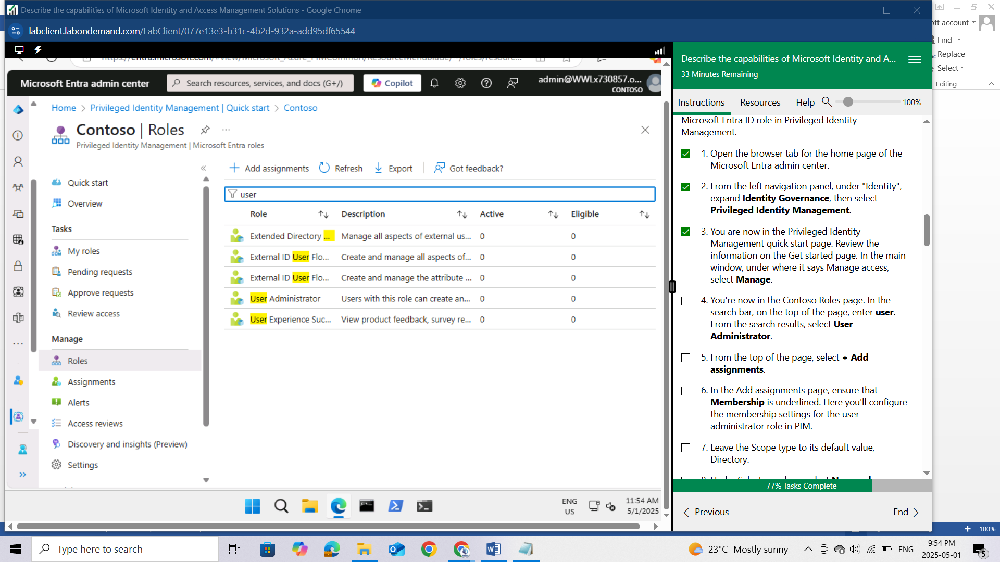 Describe the capabilities of Microsoft Identity and Access Management Solutions - Google Chrome
labclient.labondemand.com/LabClient/077e13e3-b31c-4b2d-932a-add95df65544
Microsoft Entra admin center
Search resources, services, and docs (G+/)
Copilot
admin@WWLx730857.o...
CONTOSO
Home > Privileged Identity Management | Quick start > Contoso
Contoso | Roles
Privileged Identity Management | Microsoft Entra roles
Quick start
Overview
Tasks
My roles
Pending requests
Approve requests
Review access
Manage
Roles
Assignments
Alerts
Access reviews
Discovery and insights (Preview)
Settings
Add assignments Refresh Export Got feedback?
user
Role Description Active Eligible
Extended Directory ... Manage all aspects of external us... 0 0
External ID User Flo... Create and manage all aspects of... 0 0
External ID User Flo... Create and manage the attribute ... 0 0
User Administrator Users with this role can create an... 0 0
User Experience Suc... View product feedback, survey re... 0 0
ENG
US
11:54 AM
5/1/2025
Describe the capabilities of Microsoft Identity and A...
33 Minutes Remaining
Instructions Resources Help 100%
Microsoft Entra ID role in Privileged Identity
Management.
1. Open the browser tab for the home page of the
Microsoft Entra admin center.
2. From the left navigation panel, under "Identity",
expand Identity Governance, then select
Privileged Identity Management.
3. You are now in the Privileged Identity
Management quick start page. Review the
information on the Get started page. In the main
window, under where it says Manage access,
select Manage.
4. You're now in the Contoso Roles page. In the
search bar, on the top of the page, enter user.
From the search results, select User
Administrator.
5. From the top of the page, select + Add
assignments.
6. In the Add assignments page, ensure that
Membership is underlined. Here you'll configure
the membership settings for the user
administrator role in PIM.
7. Leave the Scope type to its default value,
Directory.
77% Tasks Complete
Previous
End
account
Find
Replace
Select
Editing
100%
Type here to search
23°C Mostly sunny
ENG
9:54 PM
2025-05-01
5